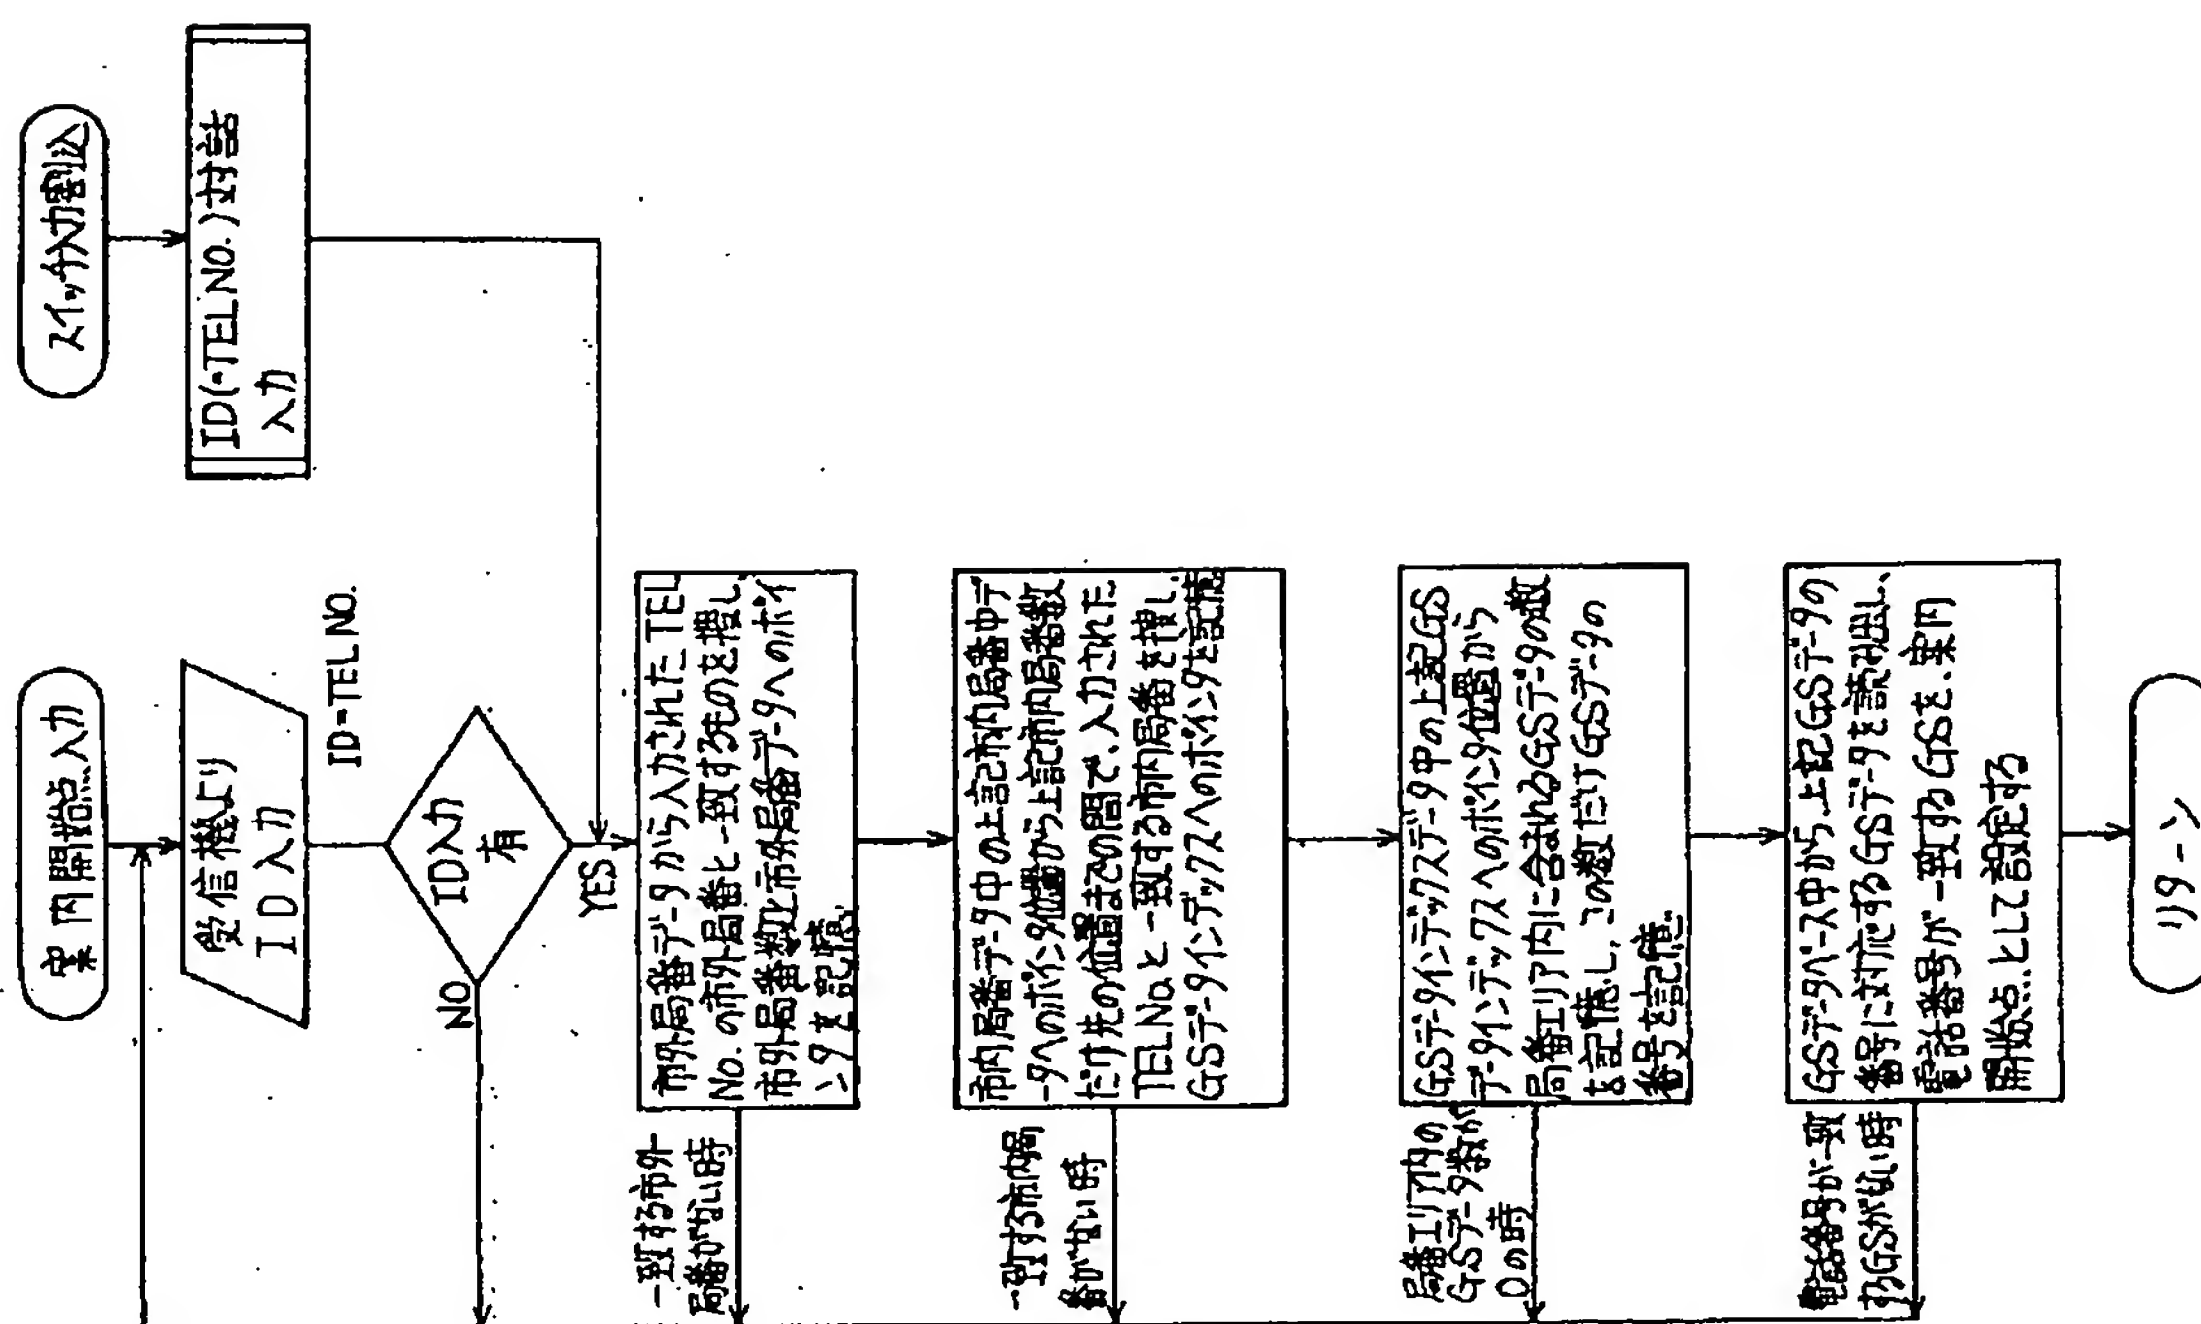 案内開始点入力
受信機より
ID入力
ID=TEL NO.
ID入力
有
NO
YES
スイッチ入力割込
ID(=TEL NO.)対話
入力
市外局番データから入力されたTEL
No.の市外局番と一致するものを捜し、
市外局番数と市外局番データへのポイ
ンタを記憶。
一致する市外
局番がない時
市内局番データ中の上記市内局番中デ
ータへのポインタ位置から上記市内局番数
だけ先の位置までの間で、入力された
TEL No.と一致する市内局番を捜し、
GSデータインデックスへのポインタを記憶
一致する市内局
番がない時
GSデータインデックスデータ中の上記GS
データインデックスへのポインタ位置から
局番エリア内に含まれるGSデータの数
を記憶し、この数だけGSデータの
番号を記憶。
局番エリア内の
GSデータ数が
0の時
GSデータベース中から、上記GSデータの
番号に対応するGSデータを読み出し、
電話番号が一致するGSを、案内
開始点として設定する
電話番号が一致
するGSがない時
リターン